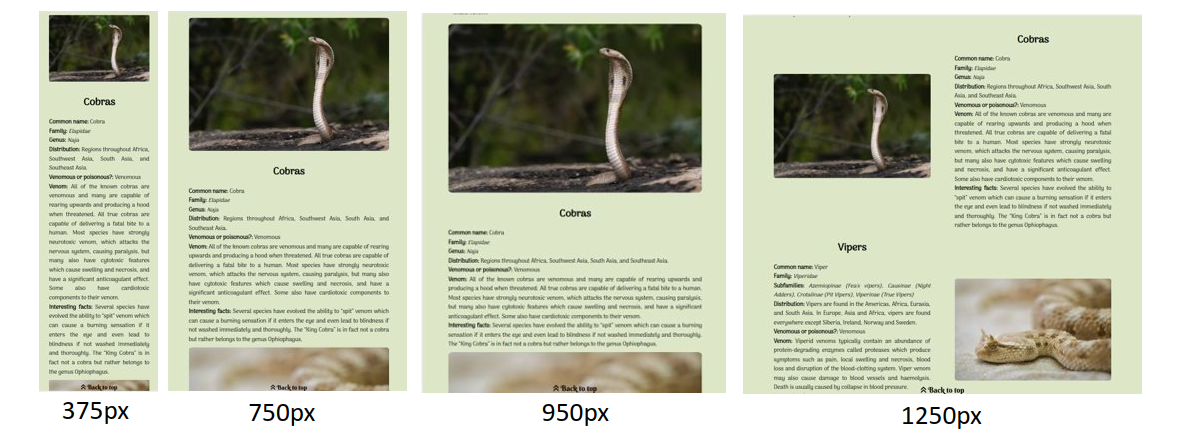 Cobras
Common name: Cobra
Family: Elapidae
Genus: Naja
Distribution: Regions throughout Africa,
Southwest Asia, South Asia, and
Southeast Asia.
Venomous or poisonous?: Venomous
Venom: All of the known cobras are
venomous and many are capable of
rearing upwards and producing a hood
when threatened. All true cobras are
capable of delivering a fatal bite to a
human. Most species have strongly
neurotoxic venom, which attacks the
nervous system, causing paralysis, but
many also have cytotoxic features
which cause swelling and necrosis, and
have a significant anticoagulant effect.
Some also have cardiotoxic
components to their venom.
Interesting facts: Several species have
evolved the ability to "spit" venom which
can cause a burning sensation if it
enters the eye and even lead to
blindness if not washed immediately
and thoroughly. The "King Cobra" is in
fact not a cobra but rather belongs to
the genus Ophiophagus.
Back to top
375px
Cobras
Common name: Cobra
Family: Elapidae
Genus: Naja
Distribution: Regions throughout Africa, Southwest Asia, South Asia, and
Southeast Asia.
Venomous or poisonous?: Venomous
Venom: All of the known cobras are venomous and many are capable of rearing
upwards and producing a hood when threatened. All true cobras are capable of
delivering a fatal bite to a human. Most species have strongly neurotoxic
venom, which attacks the nervous system, causing paralysis, but many also
have cytotoxic features which cause swelling and necrosis, and have a
significant anticoagulant effect. Some also have cardiotoxic components to
their venom.
Interesting facts: Several species have evolved the ability to "spit" venom which
can cause a burning sensation if it enters the eye and even lead to blindness if
not washed immediately and thoroughly. The "King Cobra" is in fact not a cobra
but rather belongs to the genus Ophiophagus.
Back to top
750px
Cobras
Common name: Cobra
Family: Elapidae
Genus: Naja
Distribution: Regions throughout Africa, Southwest Asia, South Asia, and Southeast Asia.
Venomous or poisonous?: Venomous
Venom: All of the known cobras are venomous and many are capable of rearing upwards and
producing a hood when threatened. All true cobras are capable of delivering a fatal bite to a human.
Most species have strongly neurotoxic venom, which attacks the nervous system, causing paralysis,
but many also have cytotoxic features which cause swelling and necrosis, and have a significant
anticoagulant effect. Some also have cardiotoxic components to their venom.
Interesting facts: Several species have evolved the ability to "spit" venom which can cause a burning
sensation if it enters the eye and even lead to blindness if not washed immediately and thoroughly.
The "King Cobra" is in fact not a cobra but rather belongs to the genus Ophiophagus.
Back to top
950px
Cobras
Common name: Cobra
Family: Elapidae
Genus: Naja
Distribution: Regions throughout Africa, Southwest Asia, South
Asia, and Southeast Asia.
Venomous or poisonous?: Venomous
Venom: All of the known cobras are venomous and many are
capable of rearing upwards and producing a hood when
threatened. All true cobras are capable of delivering a fatal
bite to a human. Most species have strongly neurotoxic
venom, which attacks the nervous system, causing paralysis,
but many also have cytotoxic features which cause swelling
and necrosis, and have a significant anticoagulant effect.
Some also have cardiotoxic components to their venom.
Interesting facts: Several species have evolved the ability to
"spit" venom which can cause a burning sensation if it enters
the eye and even lead to blindness if not washed immediately
and thoroughly. The "King Cobra" is in fact not a cobra but
rather belongs to the genus Ophiophagus.
Vipers
Common name: Viper
Family: Viperidae
Subfamilies: Azemiopinae (Fea's vipers), Causinae (Night
Adders), Crotalinae (Pit Vipers), Viperinae (True Vipers)
Distribution: Vipers are found in the Americas, Africa, Eurasia,
and South Asia. In Europe, Asia and Africa, vipers are found
everywhere except Siberia, Ireland, Norway and Sweden.
Venomous or poisonous?: Venomous
Venom: Viperid venoms typically contain an abundance of
protein-degrading enzymes called proteases which produce
symptoms such as pain, local swelling and necrosis, blood
loss and disruption of the blood-clotting system. Viper venom
may also cause damage to blood vessels and haemolysis.
Death is usually caused by collapse in blood pressure.
Back to top
1250px